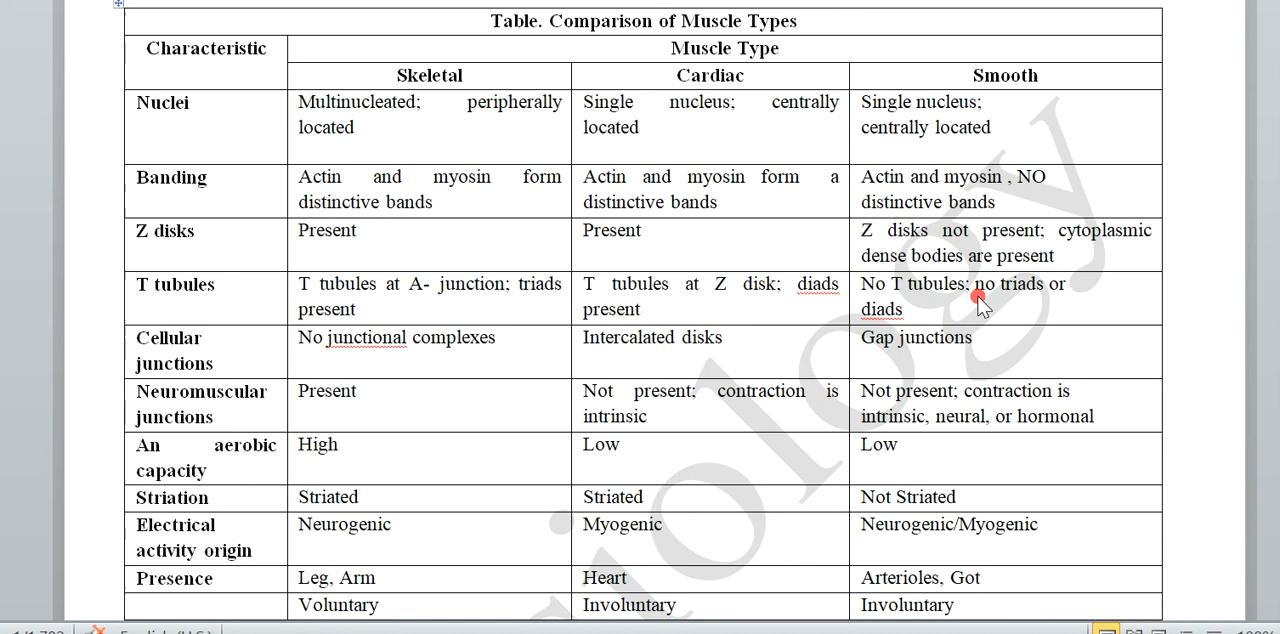 Table. Comparison of Muscle Types
Characteristic Muscle Type
Skeletal Cardiac Smooth
Nuclei Multinucleated; peripherally Single nucleus; centrally Single nucleus;
located located centrally located
Banding Actin and myosin form Actin and myosin form a Actin and myosin , NO
distinctive bands distinctive bands distinctive bands
Z disks Present Present Z disks not present; cytoplasmic
dense bodies are present
T tubules T tubules at A- junction; triads T tubules at Z disk; diads No T tubules; no triads or
present present diads
Cellular No junctional complexes Intercalated disks Gap junctions
junctions
Neuromuscular Present Not present; contraction is Not present; contraction is
junctions intrinsic intrinsic, neural, or hormonal
An aerobic High Low Low
capacity
Striation Striated Striated Not Striated
Electrical Neurogenic Myogenic Neurogenic/Myogenic
activity origin
Presence Leg, Arm Heart Arterioles, Got
Voluntary Involuntary Involuntary
siology